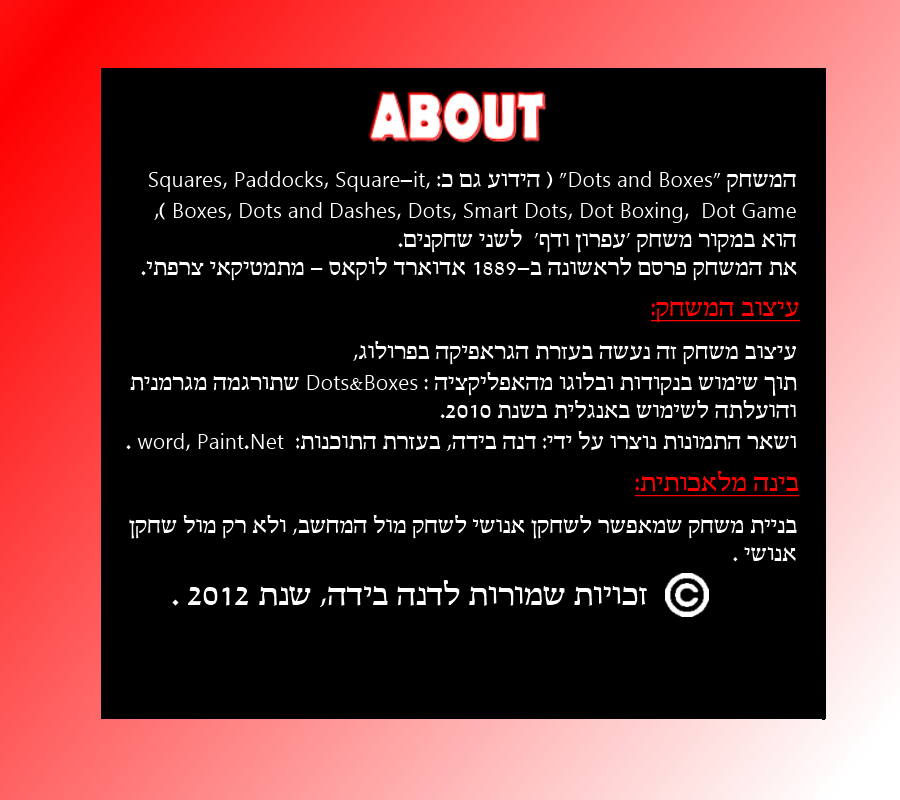 ABOUT
המשחק "Dots and Boxes" ( הידוע גם כ: Squares, Paddocks, Square-it,
Boxes, Dots and Dashes, Dots, Smart Dots, Dot Boxing, Dot Game ),
הוא במקור משחק 'עפרון ודף' לשני שחקנים.
את המשחק פרסם לראשונה ב-1889 אדוארד לוקאס - מתמטיקאי צרפתי.
עיצוב המשחק:
עיצוב משחק זה נעשה בעזרת הגראפיקה בפרולוג,
תוך שימוש בנקודות ובלוגו מהאפליקציה : Dots&Boxes שתורגמה מגרמנית
והועלתה לשימוש באנגלית בשנת 2010.
ושאר התמונות נוצרו על ידי: דנה בידה, בעזרת התוכנות: word, Paint.Net .
בינה מלאכותית:
בניית משחק שמאפשר לשחקן אנושי לשחק מול המחשב, ולא רק מול שחקן
אנושי .
© זכויות שמורות לדנה בידה, שנת 2012 .